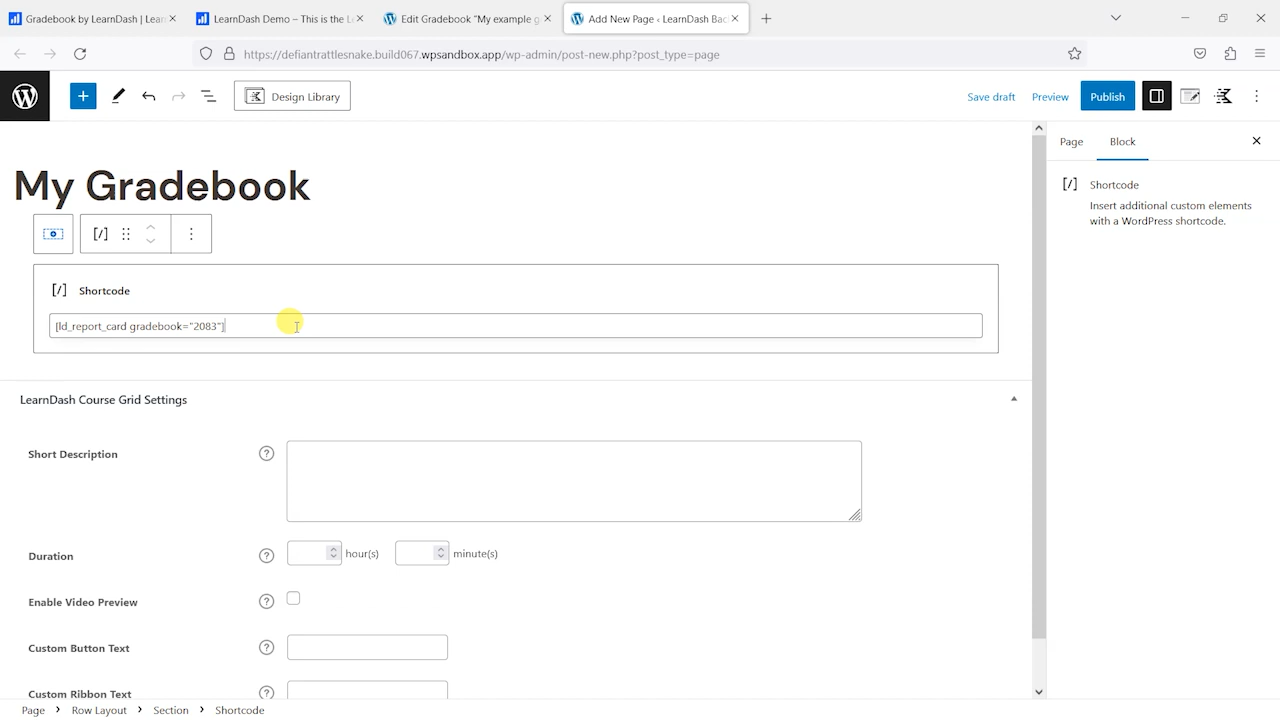 Gradebook by LearnDash | Lear
LearnDash Demo – This is the L
Edit Gradebook “My example g
Add New Page ‹ LearnDash Bac
https://defiantrattlesnake.build067.wpsandbox.app/wp-admin/post-new.php?post_type=page
Design Library
Save draft
Preview
Publish
Page
Block
My Gradebook
[/] Shortcode
Insert additional custom elements
with a WordPress shortcode.
[/]
[/] Shortcode
[ld_report_card gradebook="2083"]
LearnDash Course Grid Settings
Short Description
Duration
hour(s)
minute(s)
Enable Video Preview
Custom Button Text
Custom Ribbon Text
Page > Row Layout > Section > Shortcode